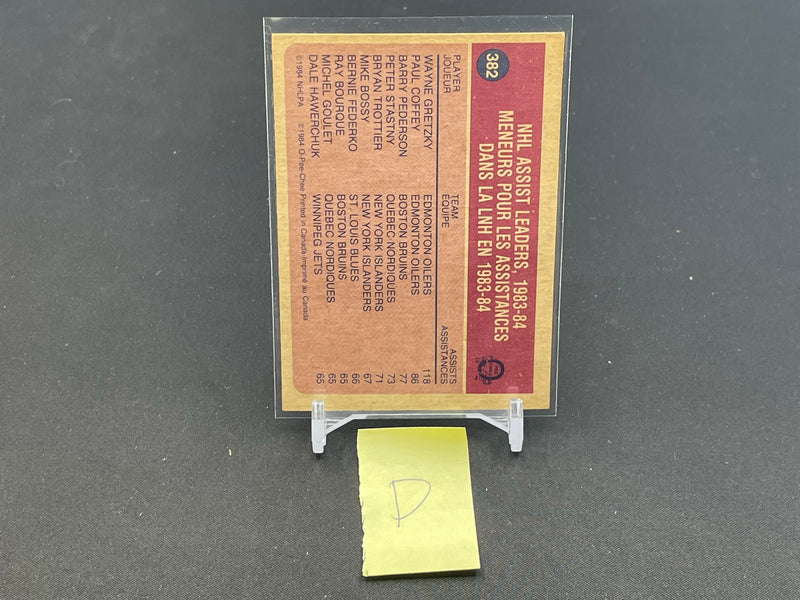 382
NHL ASSIST LEADERS, 1983-84
MENEURS POUR LES ASSISTANCES
DANS LA LNH EN 1983-84
PLAYER TEAM ASSISTS
JOUEUR ÉQUIPE ASSISTANCES
WAYNE GRETZKY EDMONTON OILERS 118
PAUL COFFEY EDMONTON OILERS 86
BARRY PEDERSON BOSTON BRUINS 77
PETER STASTNY QUEBEC NORDIQUES 73
BRYAN TROTTIER NEW YORK ISLANDERS 71
MIKE BOSSY NEW YORK ISLANDERS 67
BERNIE FEDERKO ST. LOUIS BLUES 66
RAY BOURQUE BOSTON BRUINS 65
MICHEL GOULET QUEBEC NORDIQUES 65
DALE HAWERCHUK WINNIPEG JETS 65
©1984 NHLPA ©1984 O-Pee-Chee Printed in Canada-Imprimé au Canada
D